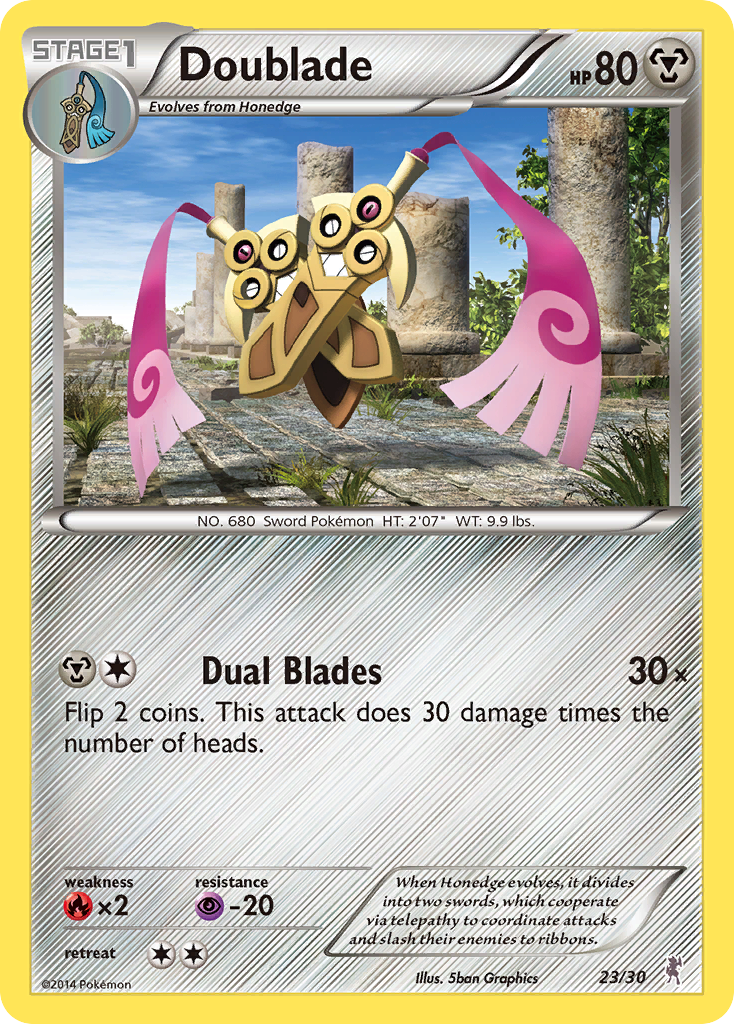 STAGE1
Doublade
HP80
Evolves from Honedge
NO. 680 Sword Pokémon HT: 2'07" WT: 9.9 lbs.
Dual Blades 30×
Flip 2 coins. This attack does 30 damage times the
number of heads.
weakness
×2
resistance
-20
retreat
When Honedge evolves, it divides
into two swords, which cooperate
via telepathy to coordinate attacks
and slash their enemies to ribbons.
©2014 Pokémon
Illus. 5ban Graphics
23/30